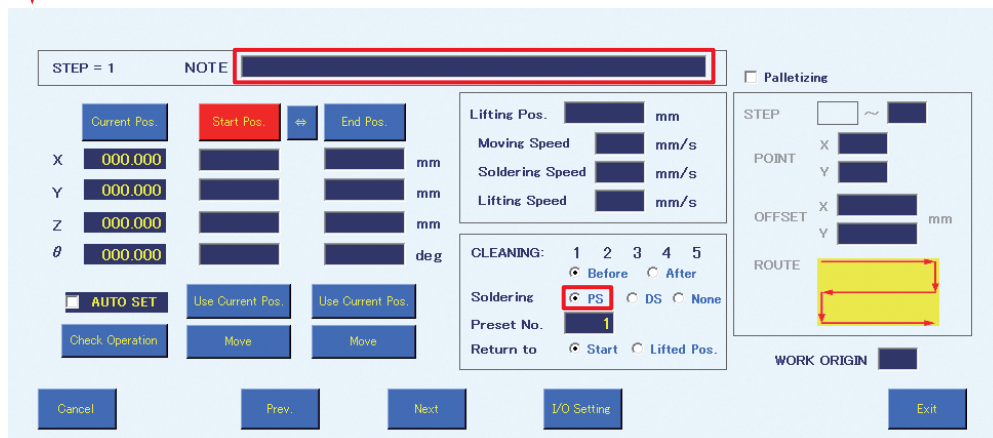 STEP = 1 NOTE
Palletizing
Current Pos. Start Pos. ⇔ End Pos.
X 000.000 mm
Y 000.000 mm
Z 000.000 mm
θ 000.000 deg
AUTO SET Use Current Pos. Use Current Pos.
Check Operation Move Move
Lifting Pos. mm
Moving Speed mm/s
Soldering Speed mm/s
Lifting Speed mm/s
CLEANING: 1 2 3 4 5
Before After
Soldering PS DS None
Preset No. 1
Return to Start Lifted Pos.
STEP ~
POINT X
Y
OFFSET X mm
Y
ROUTE
WORK ORIGIN
Cancel Prev. Next I/O Setting Exit